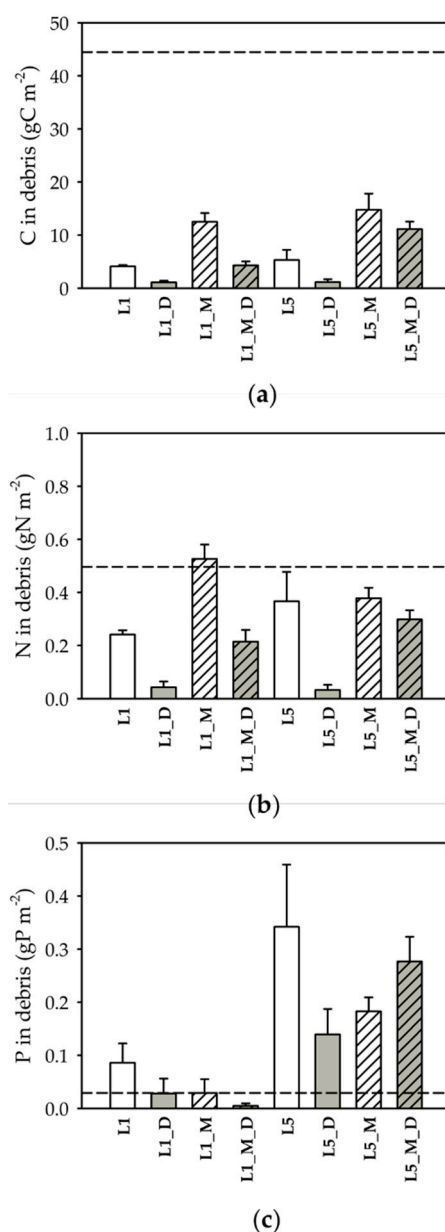 C in debris (gC m⁻²)
50
40
30
20
10
0
L1
L1_D
L1_M
L1_M_D
L5
L5_D
L5_M
L5_M_D
(a)
N in debris (gN m⁻²)
1.0
0.8
0.6
0.4
0.2
0.0
L1
L1_D
L1_M
L1_M_D
L5
L5_D
L5_M
L5_M_D
(b)
P in debris (gP m⁻²)
0.5
0.4
0.3
0.2
0.1
0.0
L1
L1_D
L1_M
L1_M_D
L5
L5_D
L5_M
L5_M_D
(c)